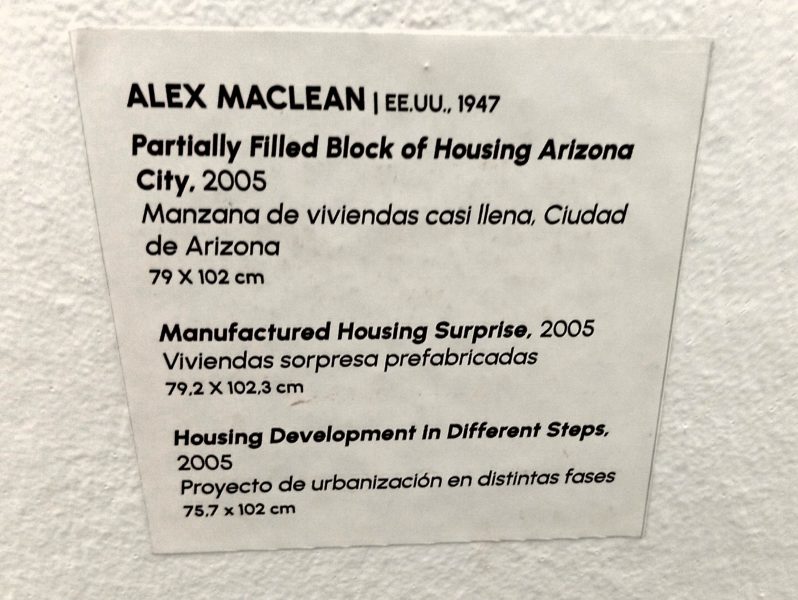 ALEX MACLEAN | EE.UU., 1947
Partially Filled Block of Housing Arizona
City, 2005
Manzana de viviendas casi llena, Ciudad
de Arizona
79 X 102 cm
Manufactured Housing Surprise, 2005
Viviendas sorpresa prefabricadas
79,2 X 102,3 cm
Housing Development in Different Steps,
2005
Proyecto de urbanización en distintas fases
75,7 x 102 cm